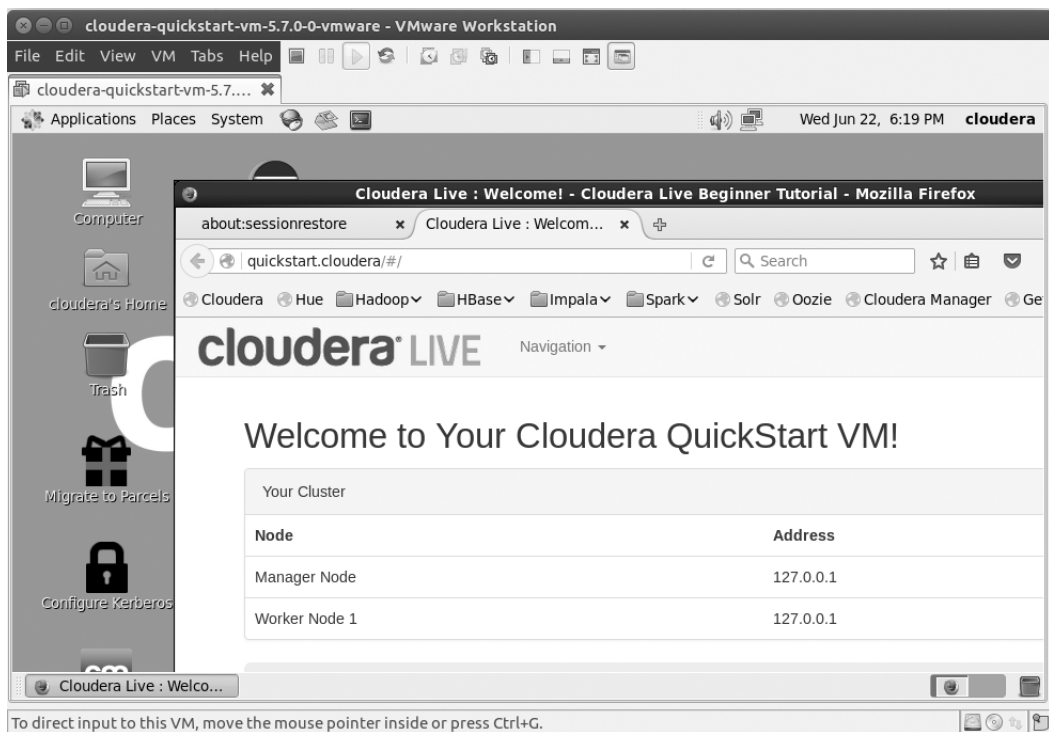 cloudera-quickstart-vm-5.7.0-0-vmware - VMware Workstation
File Edit View VM Tabs Help
cloudera-quickstart-vm-5.7....
Applications Places System Wed Jun 22, 6:19 PM cloudera
Computer
cloudera's Home
Trash
Migrate to Parcels
Configure Kerberos
Cloudera Live : Welcome! - Cloudera Live Beginner Tutorial - Mozilla Firefox
about:sessionrestore Cloudera Live : Welcom...
quickstart.cloudera/#/ Search
Cloudera Hue Hadoop HBase Impala Spark Solr Oozie Cloudera Manager Ge
cloudera LIVE Navigation
Welcome to Your Cloudera QuickStart VM!
Your Cluster
Node Address
Manager Node 127.0.0.1
Worker Node 1 127.0.0.1
Cloudera Live : Welco...
To direct input to this VM, move the mouse pointer inside or press Ctrl+G.